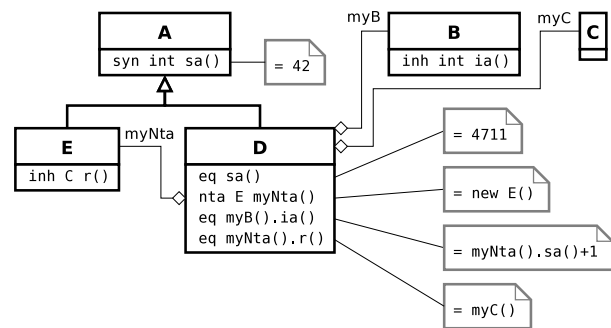 A
syn int sa()
= 42
myB
B
inh int ia()
myC
C
E
inh C r()
myNta
D
eq sa()
nta E myNta()
eq myB().ia()
eq myNta().r()
= 4711
= new E()
= myNta().sa()+1
= myC()